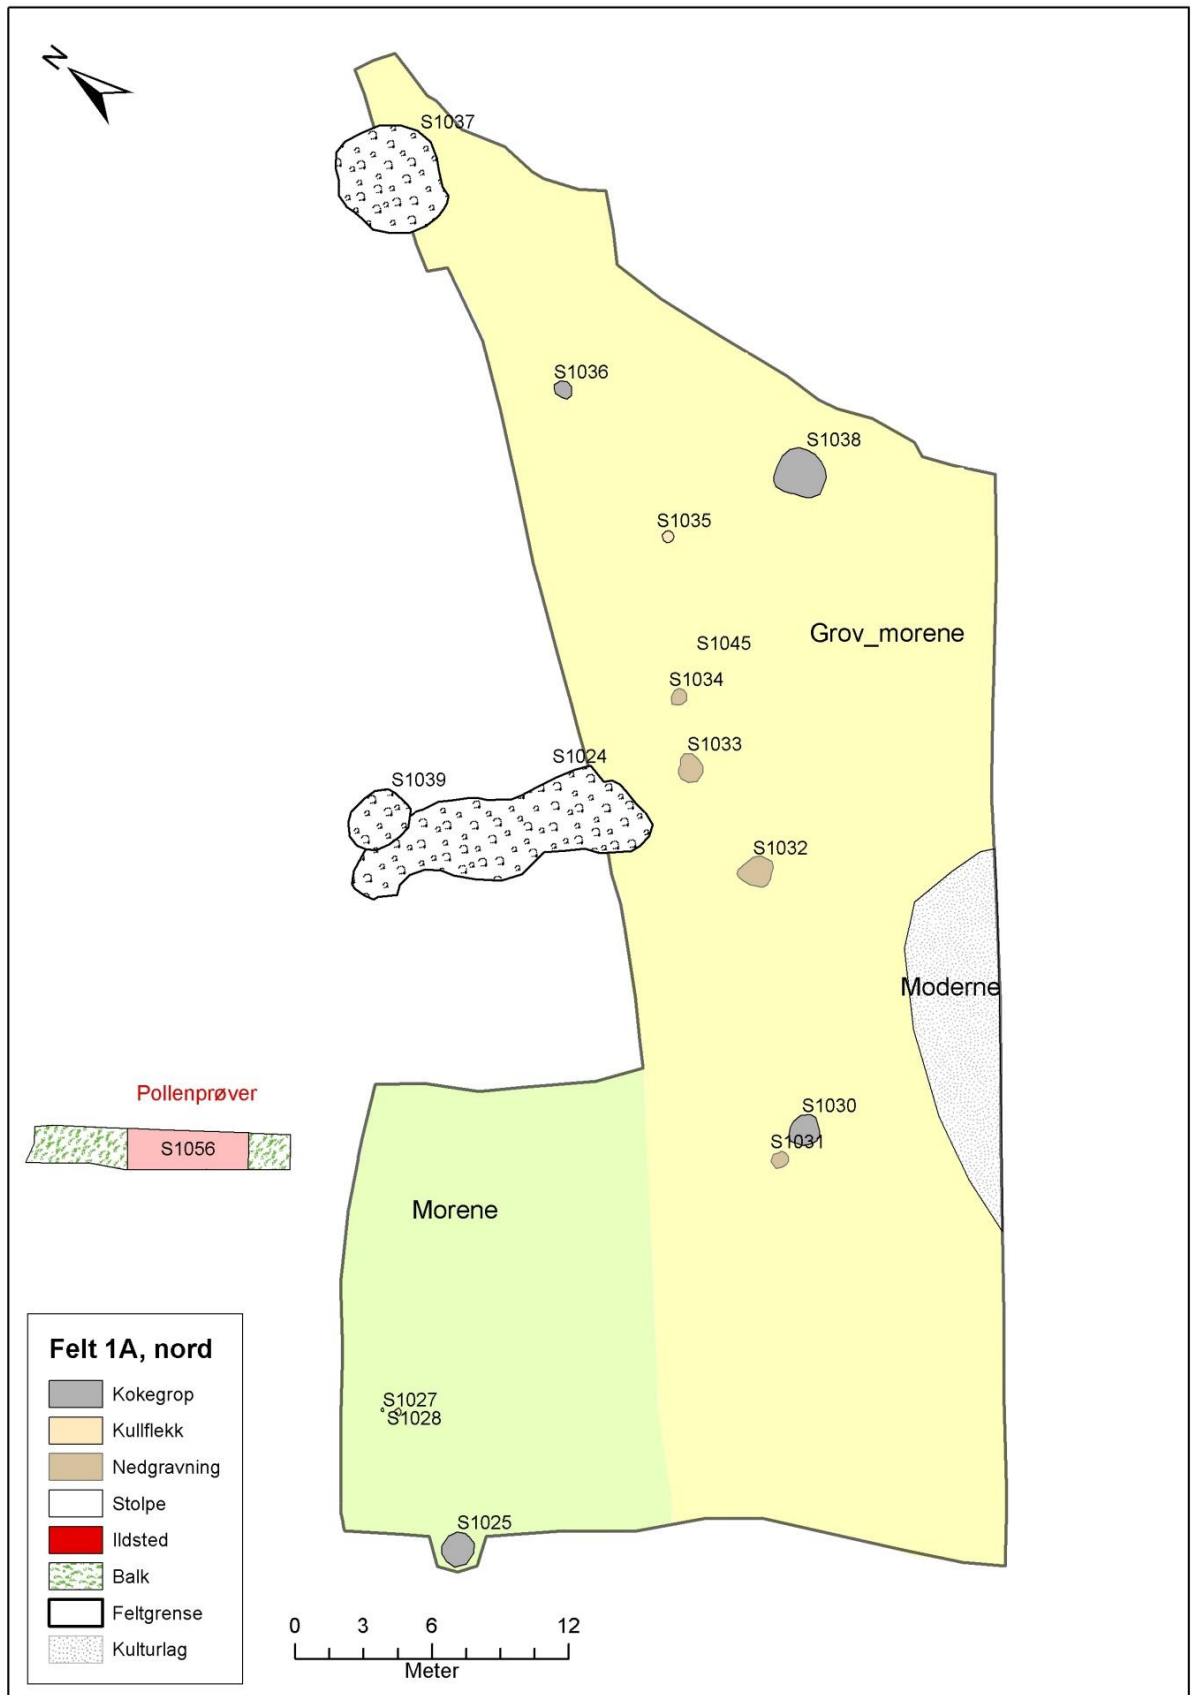 N
S1037
S1036
S1038
S1035
Grov_morene
S1045
S1034
S1033
S1024
S1039
S1032
Moderne
Pollenprøver
S1030
S1056
S1031
Morene
S1027
S1028
S1025
Felt 1A, nord
Kokegrop
Kullflekk
Nedgravning
Stolpe
Ildsted
Balk
Feltgrense
Kulturlag
0 3 6 12
Meter